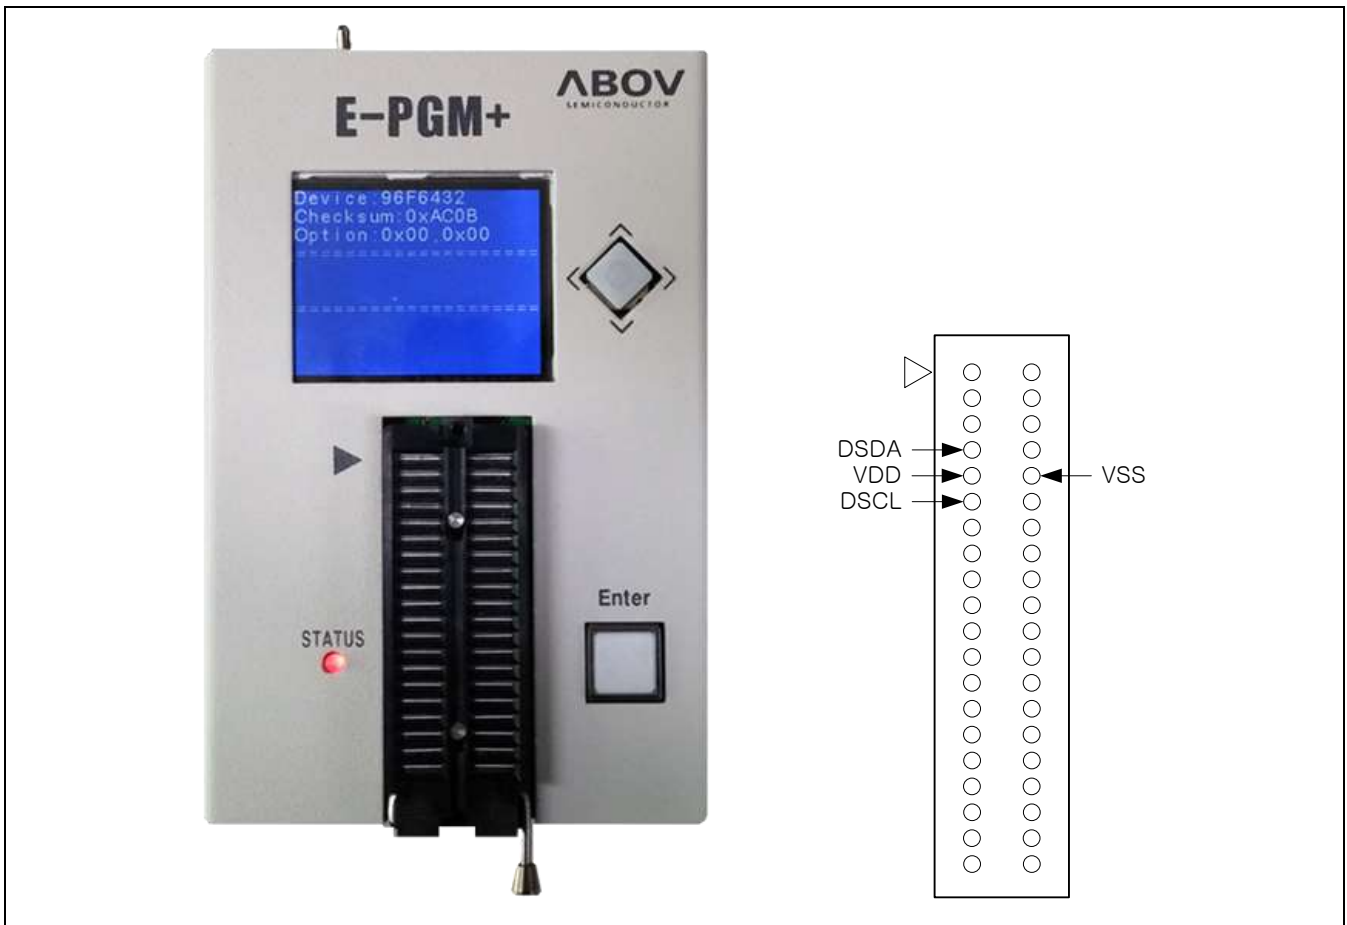 ABOV
SEMICONDUCTOR
E-PGM+
Device:96F6432
Checksum:0xAC0B
Option:0x00,0x00
STATUS
Enter
DSDA
VDD
VSS
DSCL